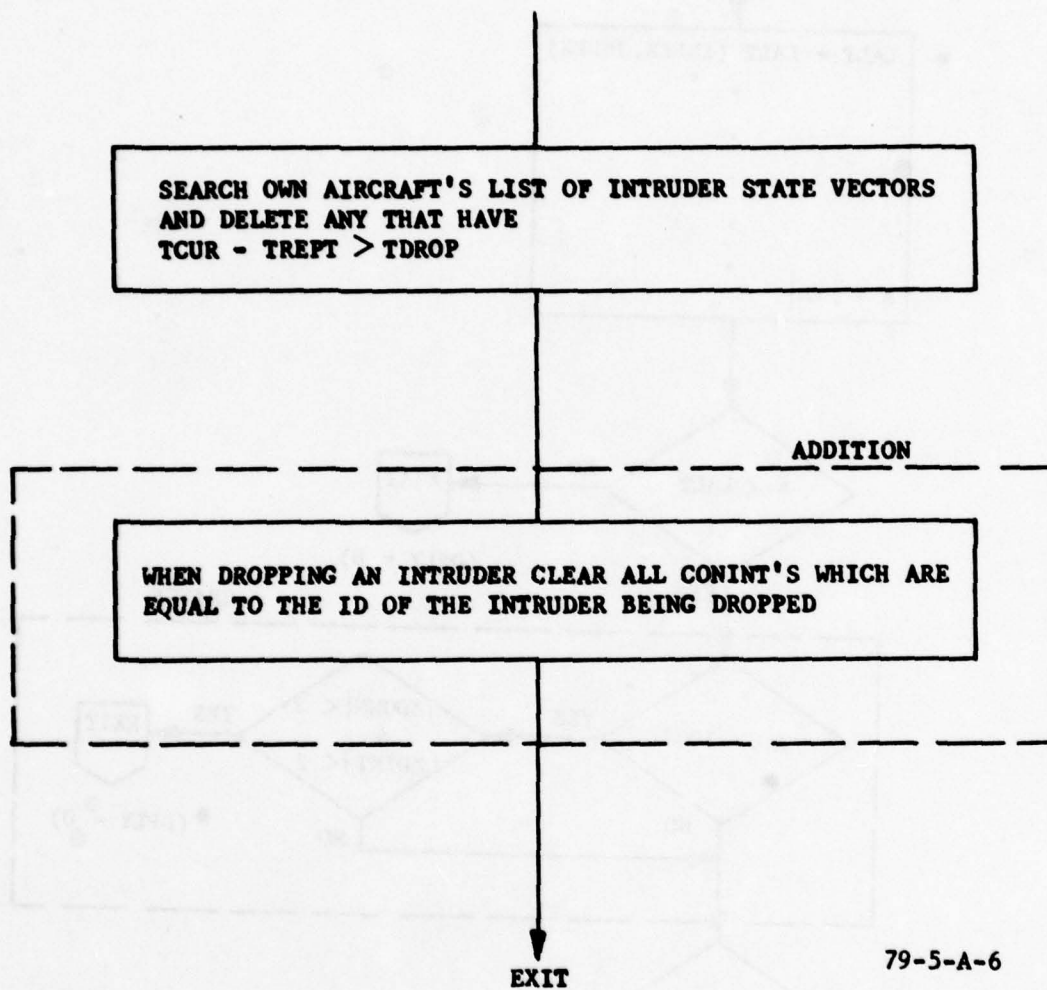 SEARCH OWN AIRCRAFT'S LIST OF INTRUDER STATE VECTORS
AND DELETE ANY THAT HAVE
TCUR - TREPT > TDROP
ADDITION
WHEN DROPPING AN INTRUDER CLEAR ALL CONINT'S WHICH ARE
EQUAL TO THE ID OF THE INTRUDER BEING DROPPED
EXIT
79-5-A-6